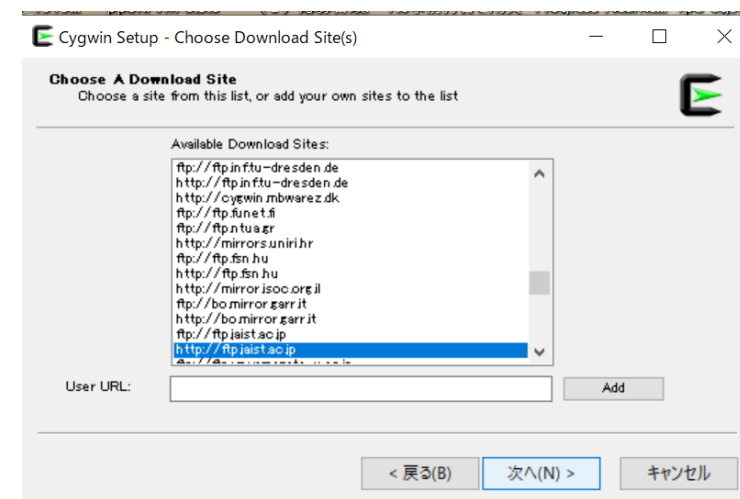 Cygwin Setup - Choose Download Site(s)
Choose A Download Site
Choose a site from this list, or add your own sites to the list
Available Download Sites:
ftp://ftp.inf.tu-dresden.de
http://ftp.inf.tu-dresden.de
http://cygwin.mbwarez.dk
ftp://ftp.funet.fi
ftp://ftp.ntua.gr
http://mirrors.uniri.hr
ftp://ftp.fsn.hu
http://ftp.fsn.hu
http://mirror.isoc.org.il
ftp://bo.mirror.garr.it
http://bo.mirror.garr.it
ftp://ftp.jaist.ac.jp
http://ftp.jaist.ac.jp
User URL:
Add
< 戻る(B)
次へ(N) >
キャンセル